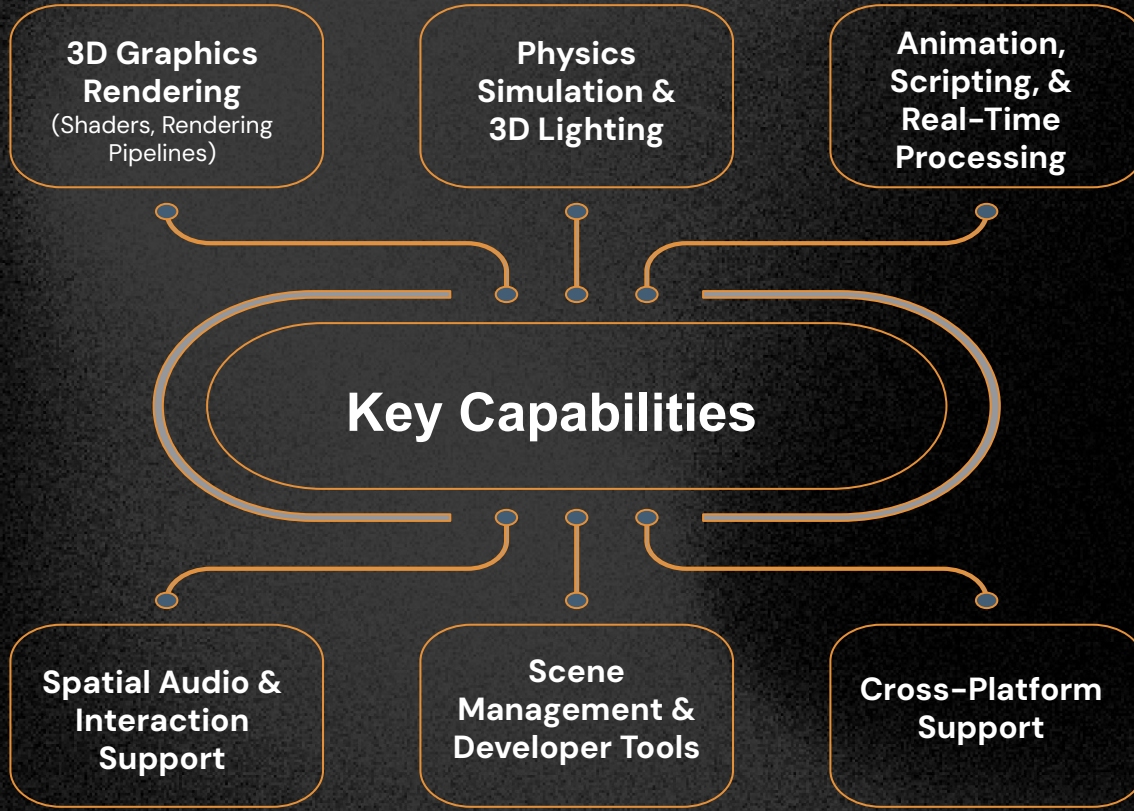 3D Graphics
Rendering
(Shaders, Rendering
Pipelines)
Physics
Simulation &
3D Lighting
Animation,
Scripting, &
Real-Time
Processing
Key Capabilities
Spatial Audio &
Interaction
Support
Scene
Management &
Developer Tools
Cross-Platform
Support